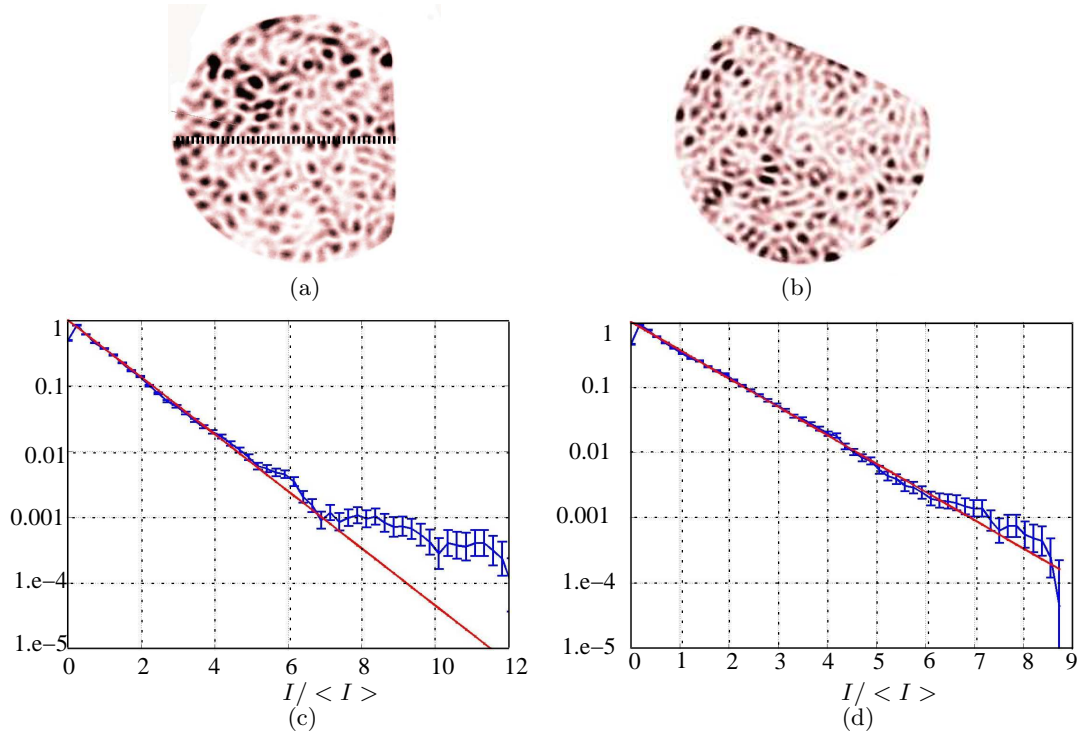 (a)
(b)
1
0.1
0.01
0.001
1.e-4
1.e-5
0 2 4 6 8 10 12
I/ < I >
(c)
1
0.1
0.01
0.001
1.e-4
1.e-5
0 1 2 3 4 5 6 7 8 9
I/ < I >
(d)